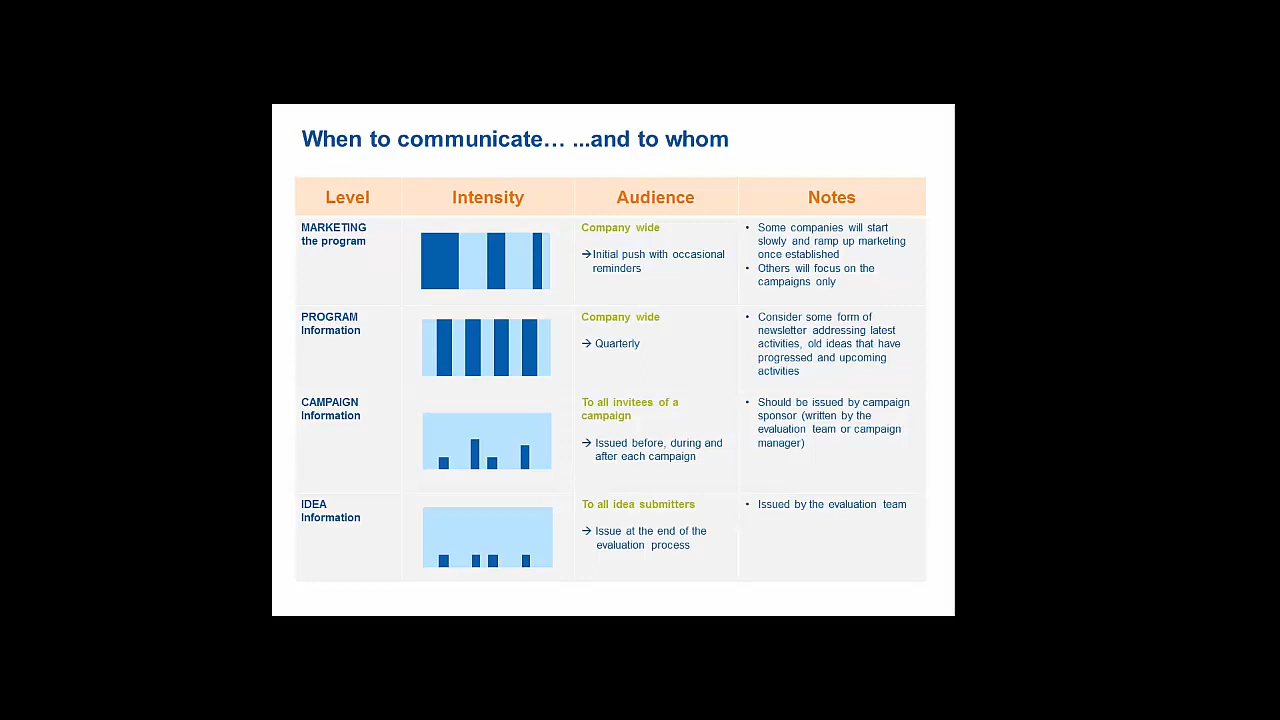 When to communicate… ...and to whom
Level Intensity Audience Notes
MARKETING
the program
Company wide
→Initial push with occasional
reminders
• Some companies will start
slowly and ramp up marketing
once established
• Others will focus on the
campaigns only
PROGRAM
Information
Company wide
→ Quarterly
• Consider some form of
newsletter addressing latest
activities, old ideas that have
progressed and upcoming
activities
CAMPAIGN
Information
To all invitees of a
campaign
→ Issued before, during and
after each campaign
• Should be issued by campaign
sponsor (written by the
evaluation team or campaign
manager)
IDEA
Information
To all idea submitters
→ Issue at the end of the
evaluation process
• Issued by the evaluation team